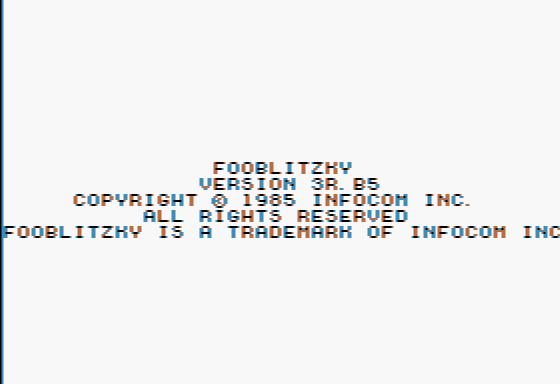 FOOBLITZKY
VERSION 3R.B5
COPYRIGHT © 1985 INFOCOM INC.
ALL RIGHTS RESERVED
FOOBLITZKY IS A TRADEMARK OF INFOCOM INC